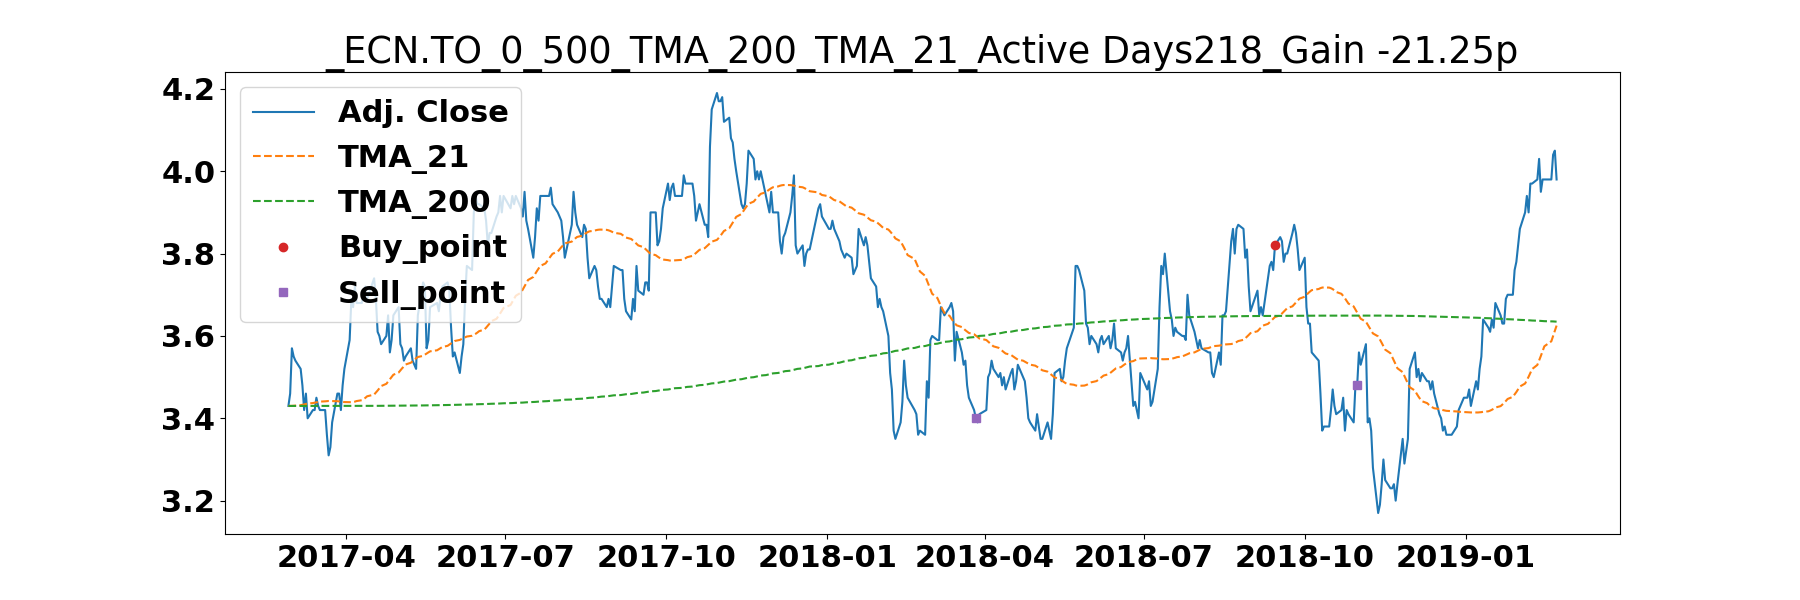 _ECN.TO_0_500_TMA_200_TMA_21_Active Days218_Gain -21.25p
4.2
4.0
3.8
3.6
3.4
3.2
Adj. Close
TMA_21
TMA_200
Buy_point
Sell_point
2017-04 2017-07 2017-10 2018-01 2018-04 2018-07 2018-10 2019-01